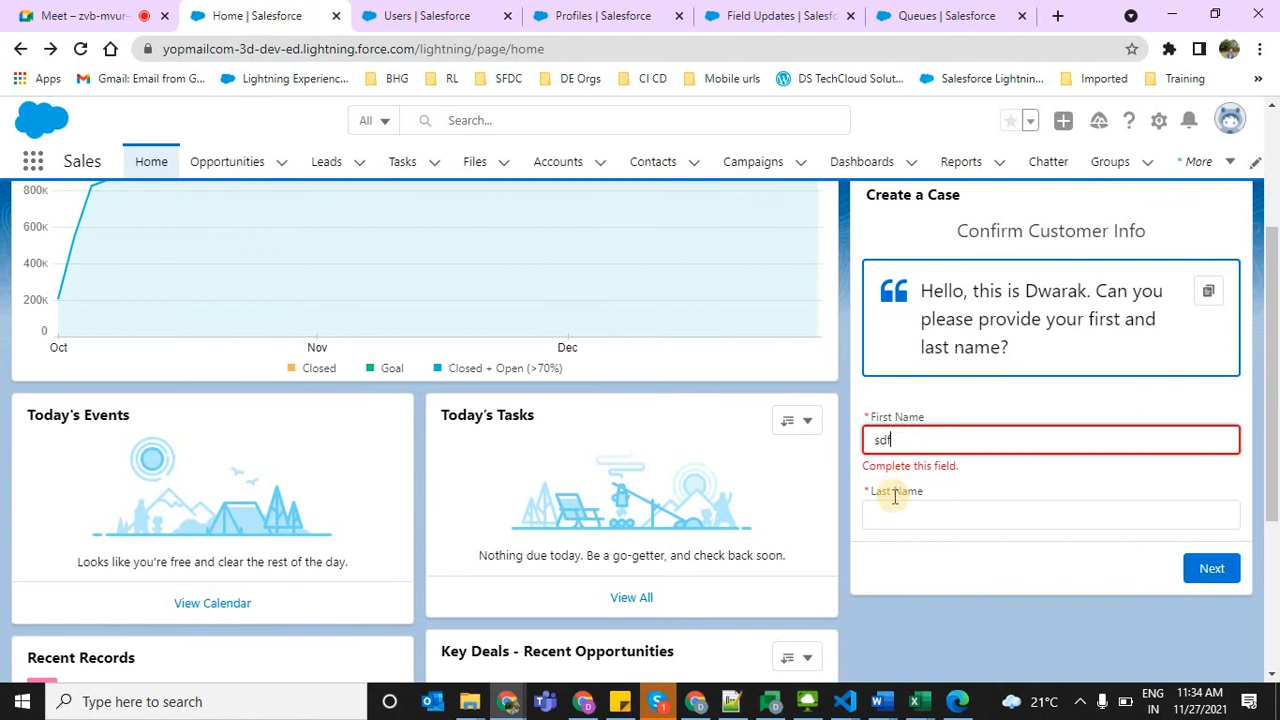 Meet – zvb-mvu-
Home | Salesforce
Users | Salesforce
Profiles | Salesforce
Field Updates | Salesfo
Queues | Salesforce
yopmailcom-3d-dev-ed.lightning.force.com/lightning/page/home
Apps
Gmail: Email from G...
Lightning Experienc...
BHG
RL
SFDC
DE Orgs
CI CD
Mobile urls
DS TechCloud Solut...
Salesforce Lightnin...
Imported
Training
All
Search...
Sales
Home
Opportunities
Leads
Tasks
Files
Accounts
Contacts
Campaigns
Dashboards
Reports
Chatter
Groups
* More
800K
600K
400K
200K
0
Oct
Nov
Dec
Closed
Goal
Closed + Open (>70%)
Create a Case
Confirm Customer Info
Hello, this is Dwarak. Can you
please provide your first and
last name?
* First Name
sdf
Complete this field.
* Last Name
Next
Today's Events
Looks like you're free and clear the rest of the day.
View Calendar
Today's Tasks
Nothing due today. Be a go-getter, and check back soon.
View All
Recent Records
Key Deals - Recent Opportunities
Type here to search
21°C
ENG
IN
11:34 AM
11/27/2021